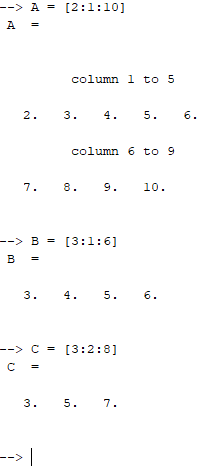 --> A = [2:1:10]
A =
column 1 to 5
2. 3. 4. 5. 6.
column 6 to 9
7. 8. 9. 10.
--> B = [3:1:6]
B =
3. 4. 5. 6.
--> C = [3:2:8]
C =
3. 5. 7.
-->